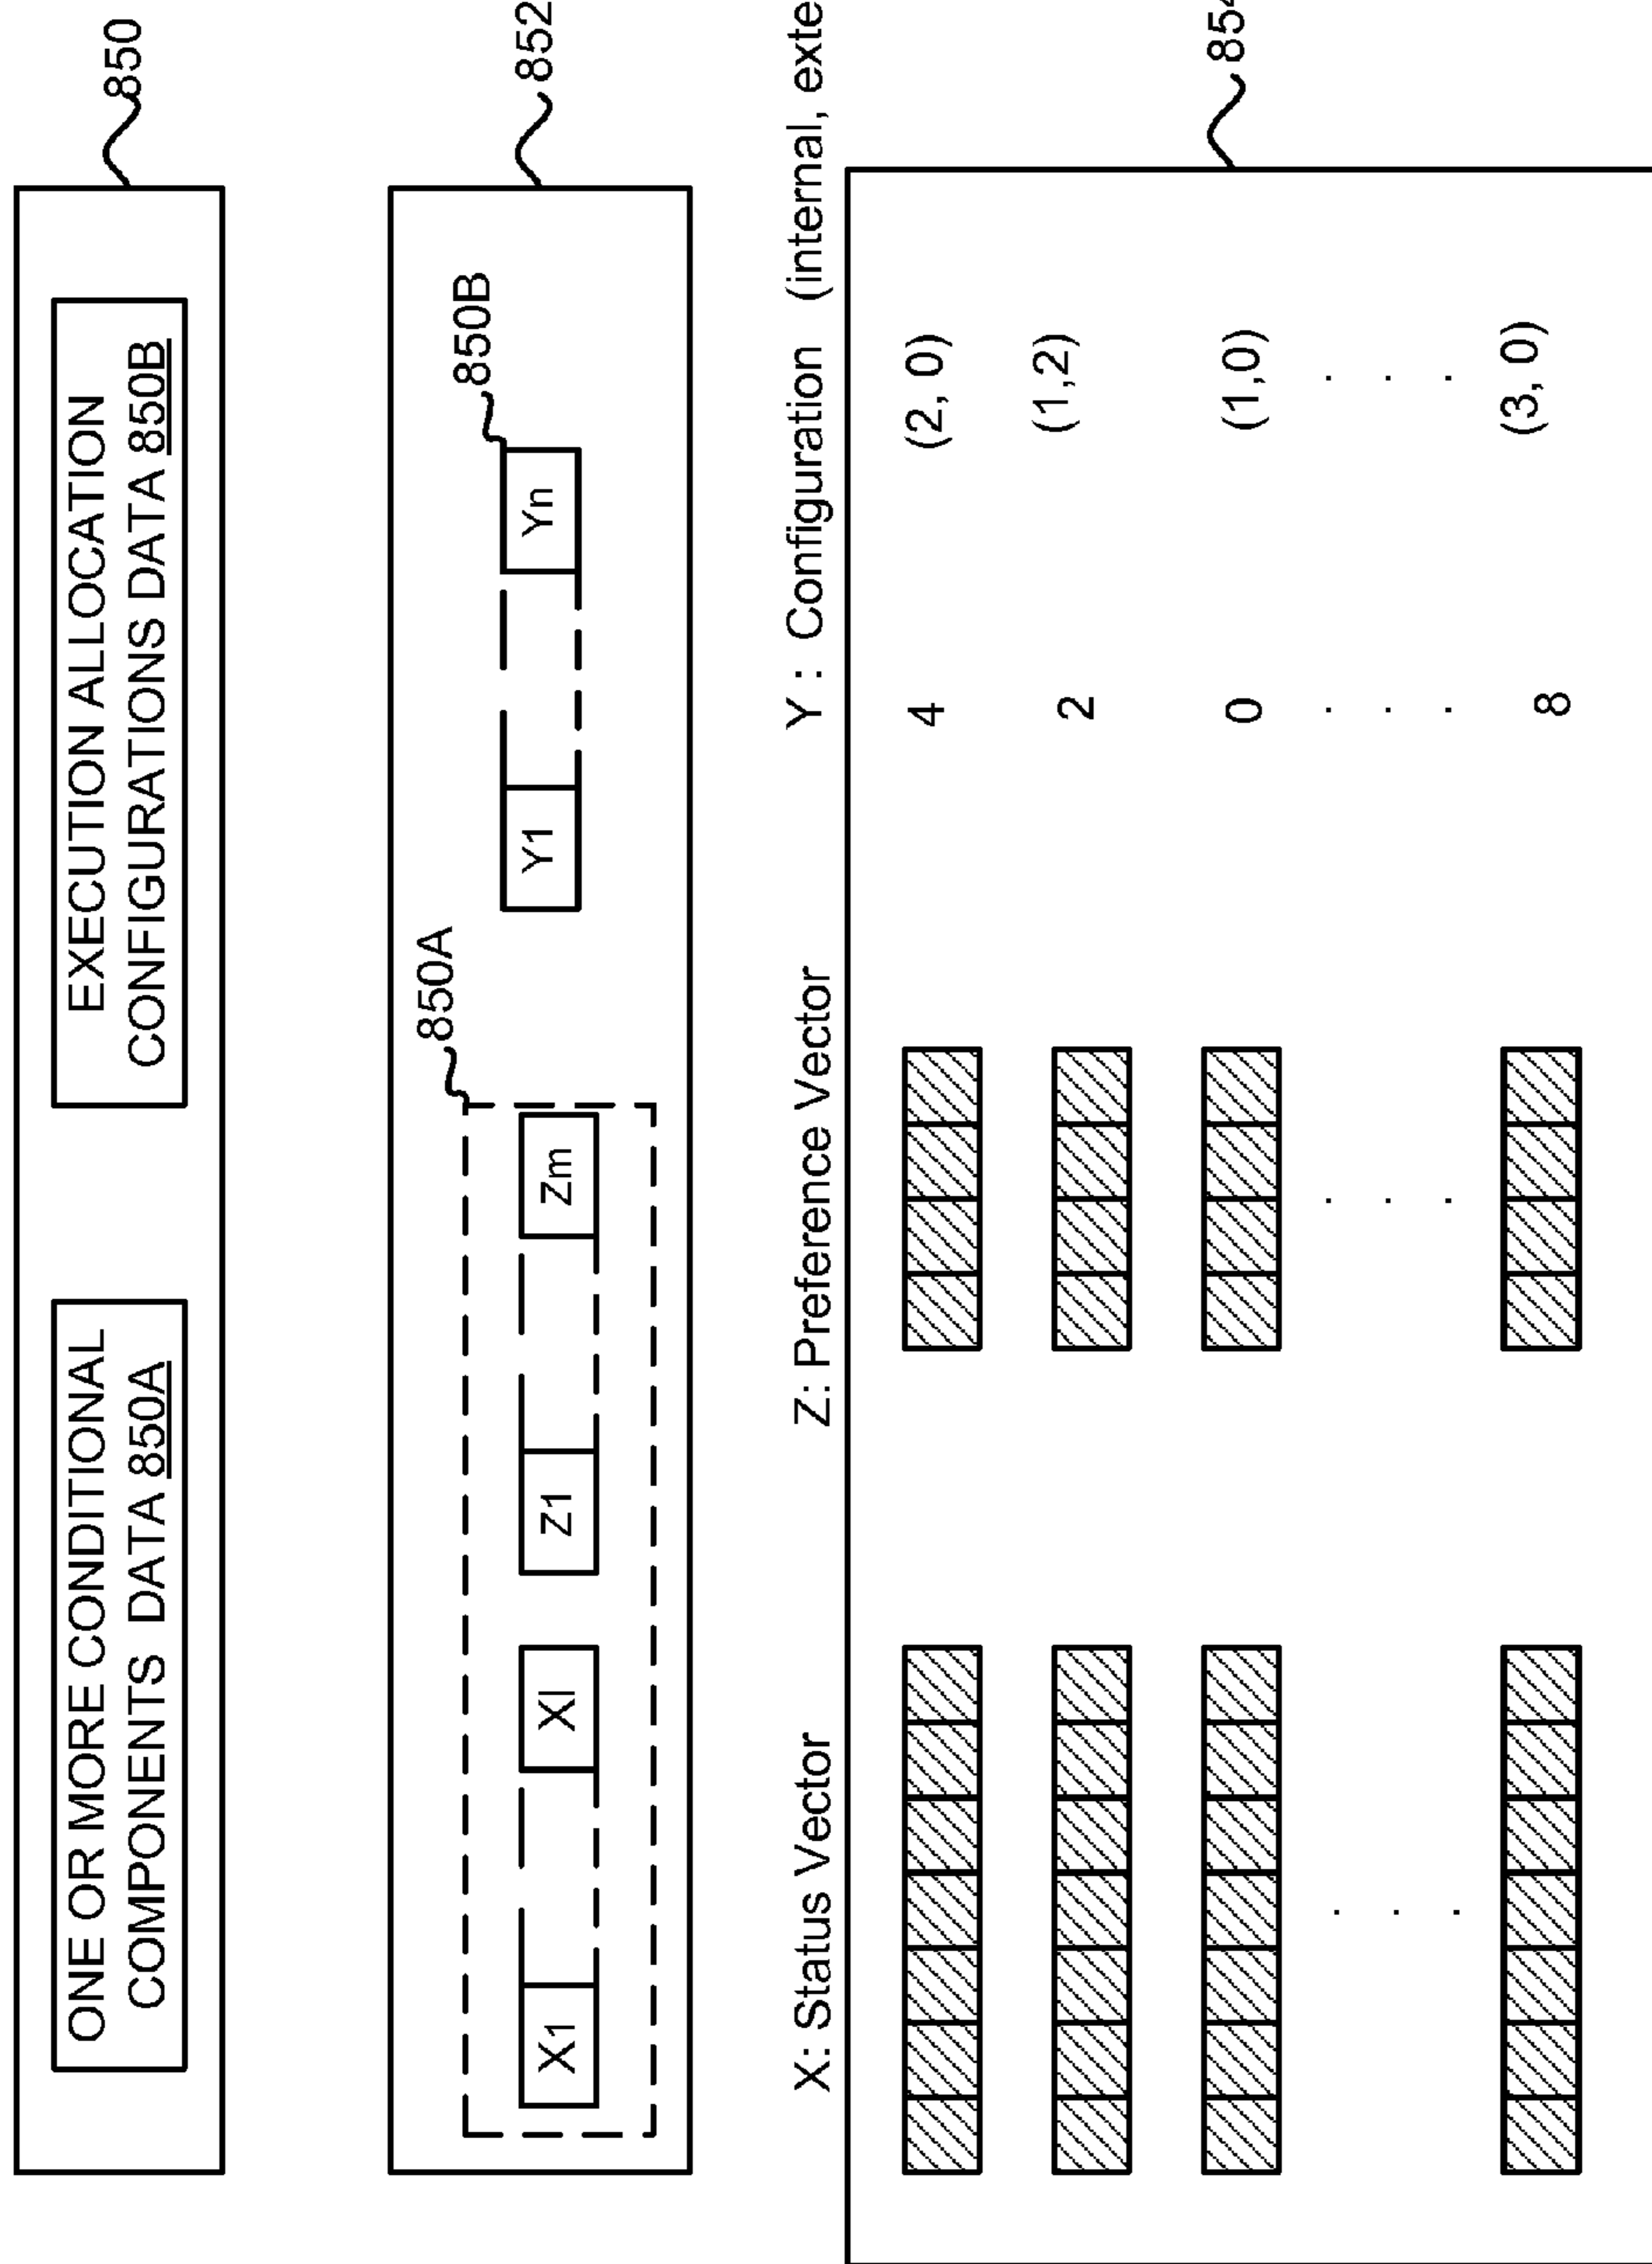 850
ONE OR MORE CONDITIONAL
COMPONENTS DATA 850A
EXECUTION ALLOCATION
CONFIGURATIONS DATA 850B
852
850A
850B
X1
Xl
Z1
Zm
Y1
Yn
X: Status Vector
Z: Preference Vector
Y : Configuration (internal,
4 (2, 0)
2 (1,2)
0 (1,0)
. . .
. . .
. . .
. . .
8 (3, 0)